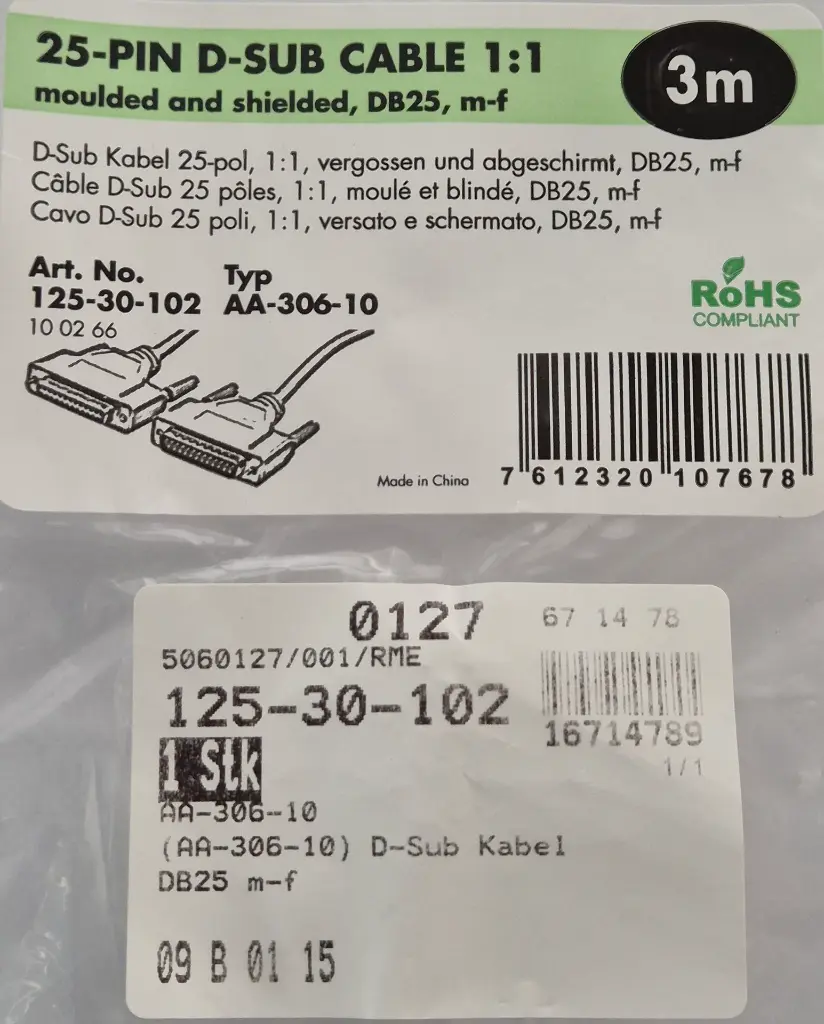 25-PIN D-SUB CABLE 1:1
moulded and shielded, DB25, m-f
3m
D-Sub Kabel 25-pol, 1:1, vergossen und abgeschirmt, DB25, m-f
Câble D-Sub 25 pôles, 1:1, moulé et blindé, DB25, m-f
Cavo D-Sub 25 poli, 1:1, versato e schermato, DB25, m-f
Art. No. Typ
125-30-102 AA-306-10
10 02 66
RoHS
COMPLIANT
Made in China
7 612320 107678
0127
67 14 78
5060127/001/RME
125-30-102
16714789
1 Stk
1/1
AA-306-10
(AA-306-10) D-Sub Kabel
DB25 m-f
09 B 01 15